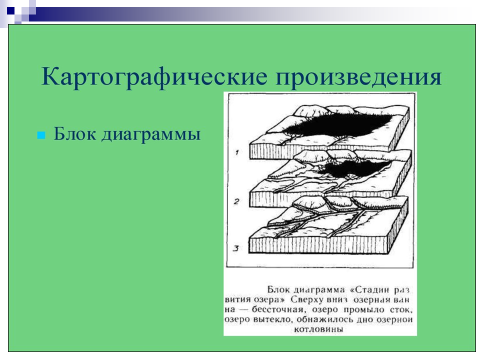 Картографические произведения
Блок диаграммы
1
2
3
Блок диаграмма «Стадии раз
вития озера» Сверху вниз озерная ван
на — бессточная, озеро промыло сток,
озеро вытекло, обнажилось дно озерной
котловины